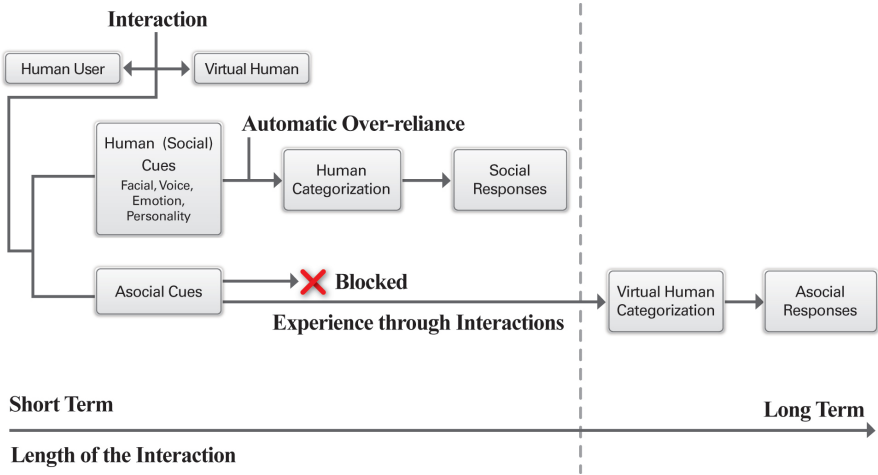 Interaction
Human User
Virtual Human
Automatic Over-reliance
Human (Social)
Cues
Facial, Voice,
Emotion,
Personality
Human
Categorization
Social
Responses
Asocial Cues
Blocked
Experience through Interactions
Virtual Human
Categorization
Asocial
Responses
Short Term
Long Term
Length of the Interaction